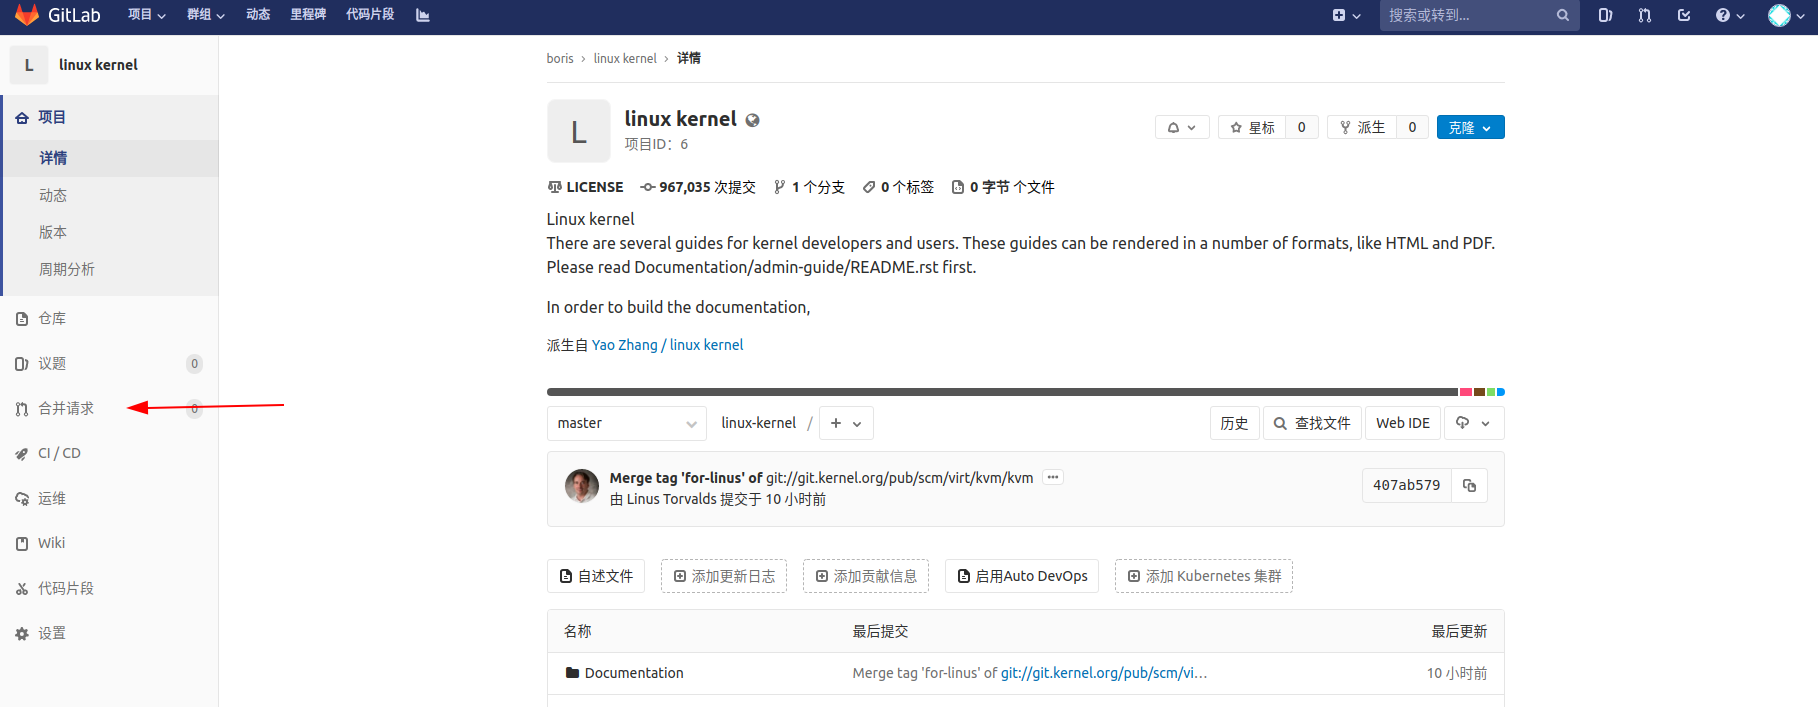 GitLab 项目 群组 动态 里程碑 代码片段 搜索或转到...
L linux kernel
项目
详情
动态
版本
周期分析
仓库
议题 0
合并请求 0
CI / CD
运维
Wiki
代码片段
设置
boris › linux kernel › 详情
L
linux kernel
项目ID: 6
星标 0 派生 0 克隆
LICENSE 967,035 次提交 1 个分支 0 个标签 0 字节 个文件
Linux kernel
There are several guides for kernel developers and users. These guides can be rendered in a number of formats, like HTML and PDF.
Please read Documentation/admin-guide/README.rst first.
In order to build the documentation,
派生自 Yao Zhang / linux kernel
master linux-kernel / + 历史 查找文件 Web IDE
Merge tag 'for-linus' of git://git.kernel.org/pub/scm/virt/kvm/kvm ···
由 Linus Torvalds 提交于 10 小时前
407ab579
自述文件 添加更新日志 添加贡献信息 启用Auto DevOps 添加 Kubernetes 集群
名称 最后提交 最后更新
Documentation Merge tag 'for-linus' of git://git.kernel.org/pub/scm/vi... 10 小时前